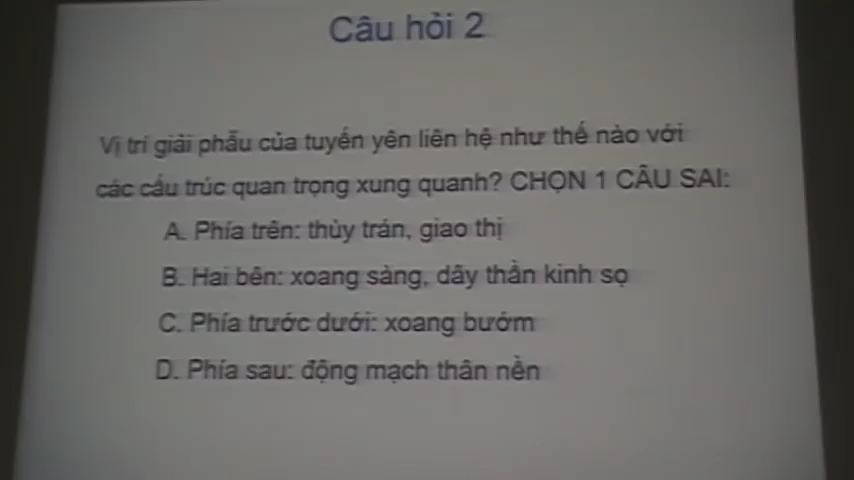 Câu hỏi 2
Vị trí giải phẫu của tuyến yên liên hệ như thế nào với
các cấu trúc quan trọng xung quanh? CHỌN 1 CÂU SAI:
A. Phía trên: thùy trán, giao thị
B. Hai bên: xoang sàng, dây thần kinh sọ
C. Phía trước dưới: xoang bướm
D. Phía sau: động mạch thân nền